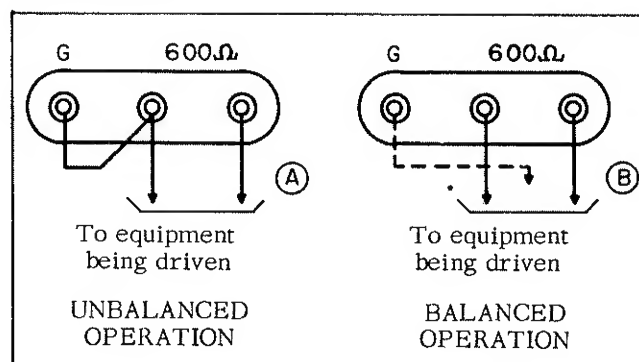 G 600Ω
A
To equipment
being driven
UNBALANCED
OPERATION
G 600Ω
B
To equipment
being driven
BALANCED
OPERATION